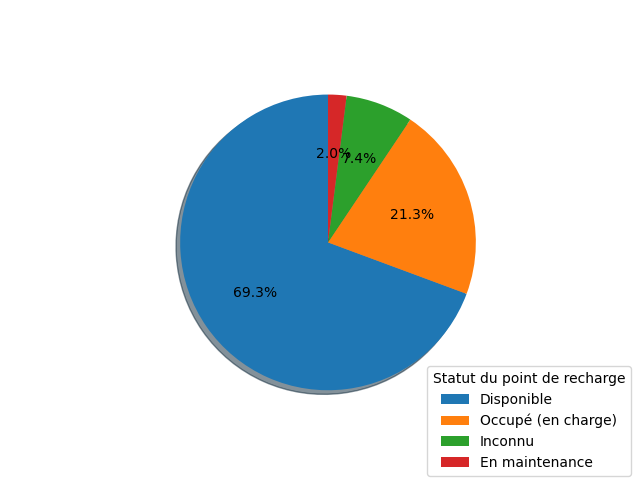 2.0%
7.4%
21.3%
69.3%
Statut du point de recharge
Disponible
Occupé (en charge)
Inconnu
En maintenance